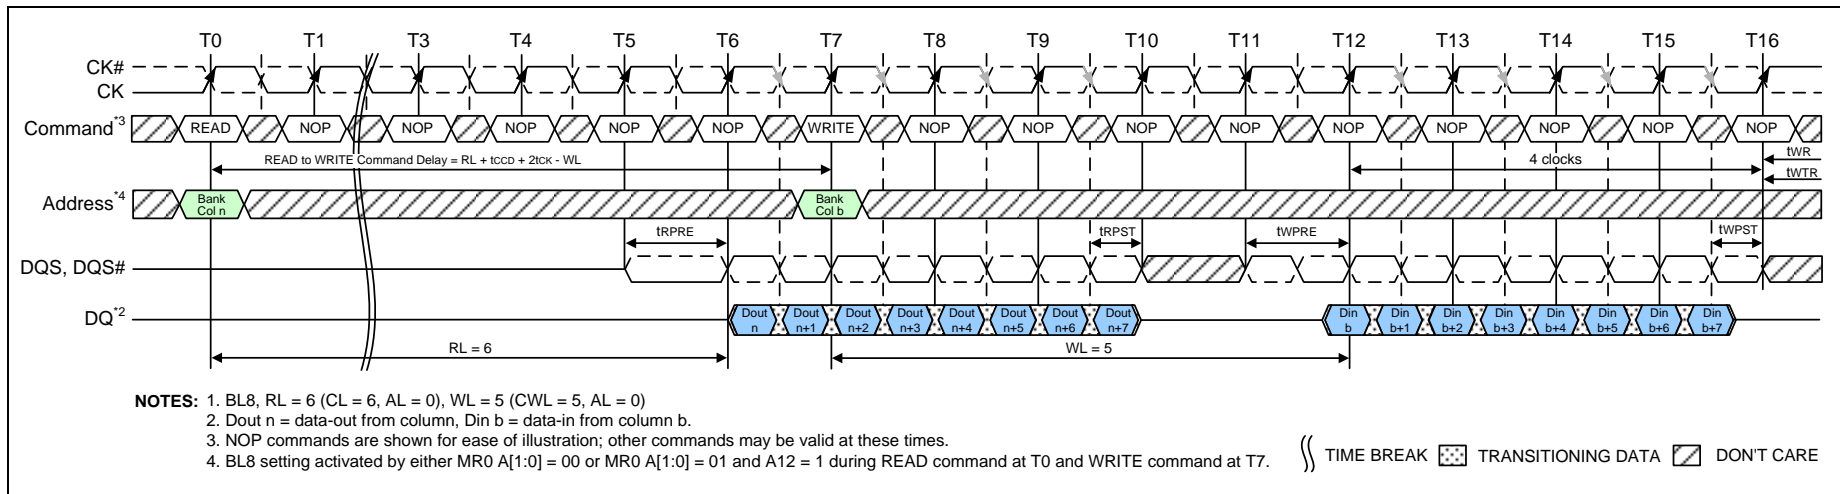 T0 T1 T3 T4 T5 T6 T7 T8 T9 T10 T11 T12 T13 T14 T15 T16
CK#
CK
Command*3 READ NOP NOP NOP NOP NOP WRITE NOP NOP NOP NOP NOP NOP NOP NOP NOP
READ to WRITE Command Delay = RL + tCCD + 2tCK - WL 4 clocks tWR
tWTR
Address*4 Bank Col n Bank Col b
tRPRE tRPST tWPRE tWPST
DQS, DQS#
DQ*2 Dout n Dout n+1 Dout n+2 Dout n+3 Dout n+4 Dout n+5 Dout n+6 Dout n+7 Din b Din b+1 Din b+2 Din b+3 Din b+4 Din b+5 Din b+6 Din b+7
RL = 6 WL = 5
NOTES: 1. BL8, RL = 6 (CL = 6, AL = 0), WL = 5 (CWL = 5, AL = 0)
2. Dout n = data-out from column, Din b = data-in from column b.
3. NOP commands are shown for ease of illustration; other commands may be valid at these times.
4. BL8 setting activated by either MR0 A[1:0] = 00 or MR0 A[1:0] = 01 and A12 = 1 during READ command at T0 and WRITE command at T7.
TIME BREAK TRANSITIONING DATA DON'T CARE